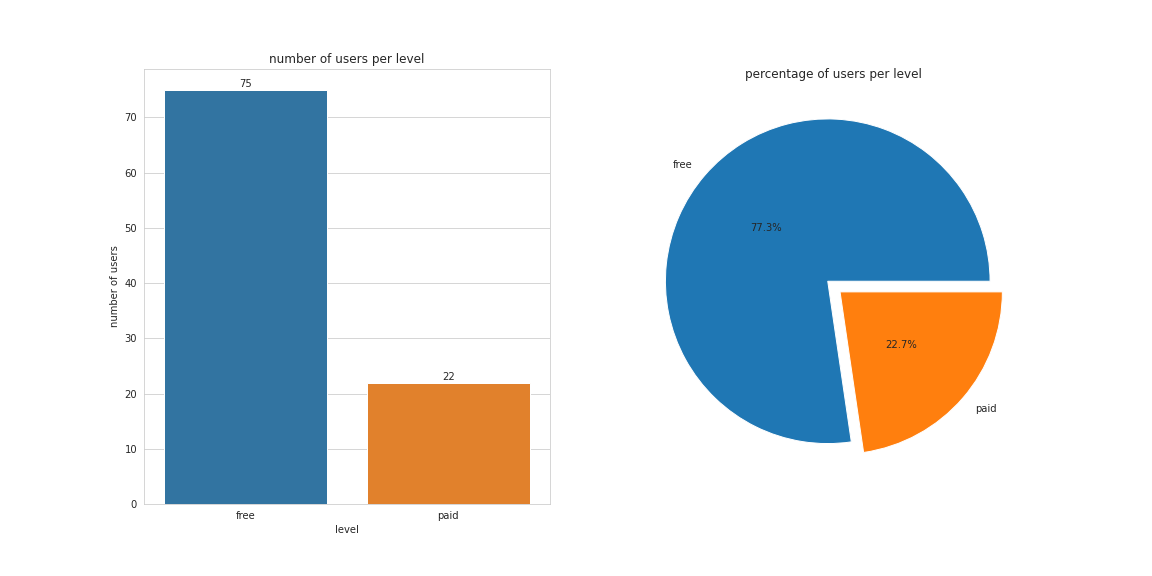 number of users per level
75
22
70
60
50
40
30
20
10
0
number of users
free
paid
level
percentage of users per level
free
77.3%
22.7%
paid